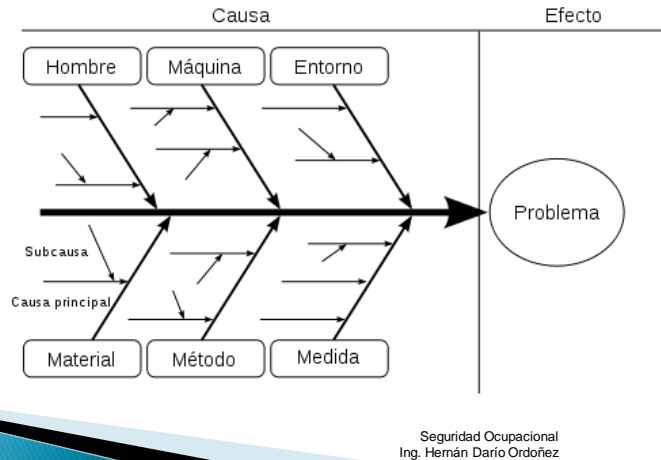 Causa
Efecto
Hombre
Máquina
Entorno
Problema
Subcausa
Causa principal
Material
Método
Medida
Seguridad Ocupacional
Ing. Hernán Darío Ordoñez